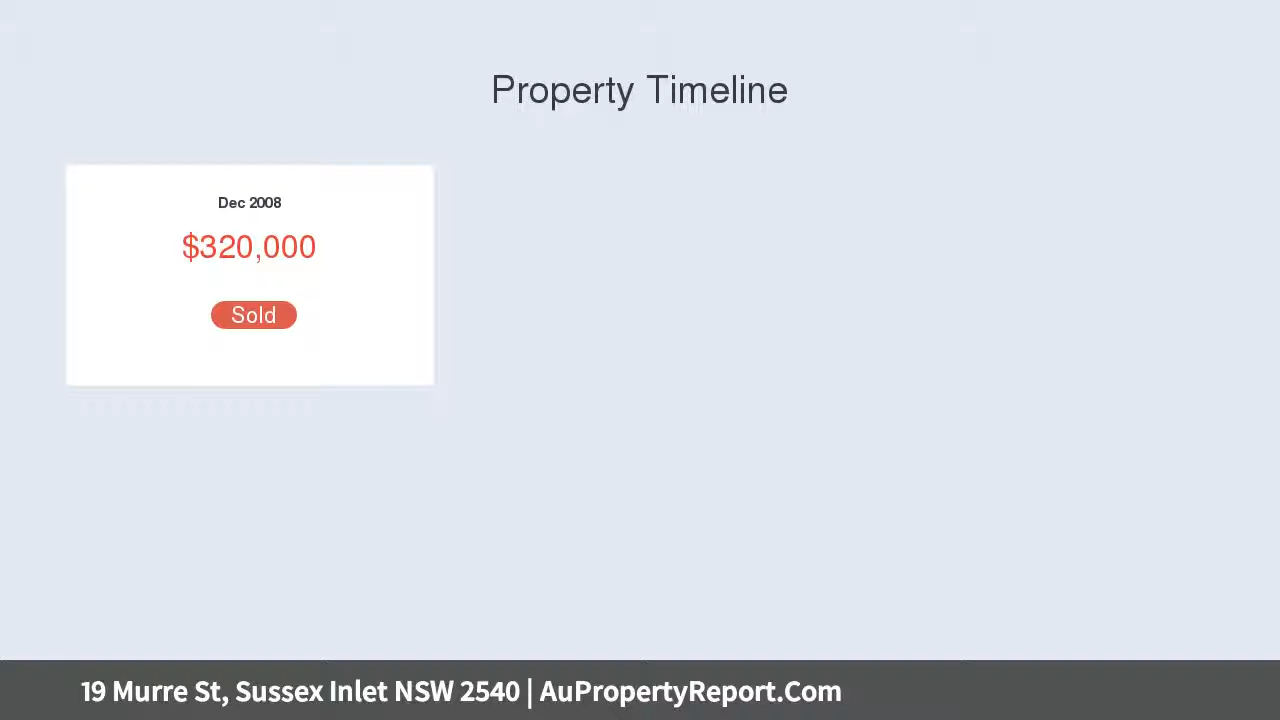 Property Timeline
Dec 2008
$320,000
Sold
19 Murre St, Sussex Inlet NSW 2540 | AuPropertyReport.Com